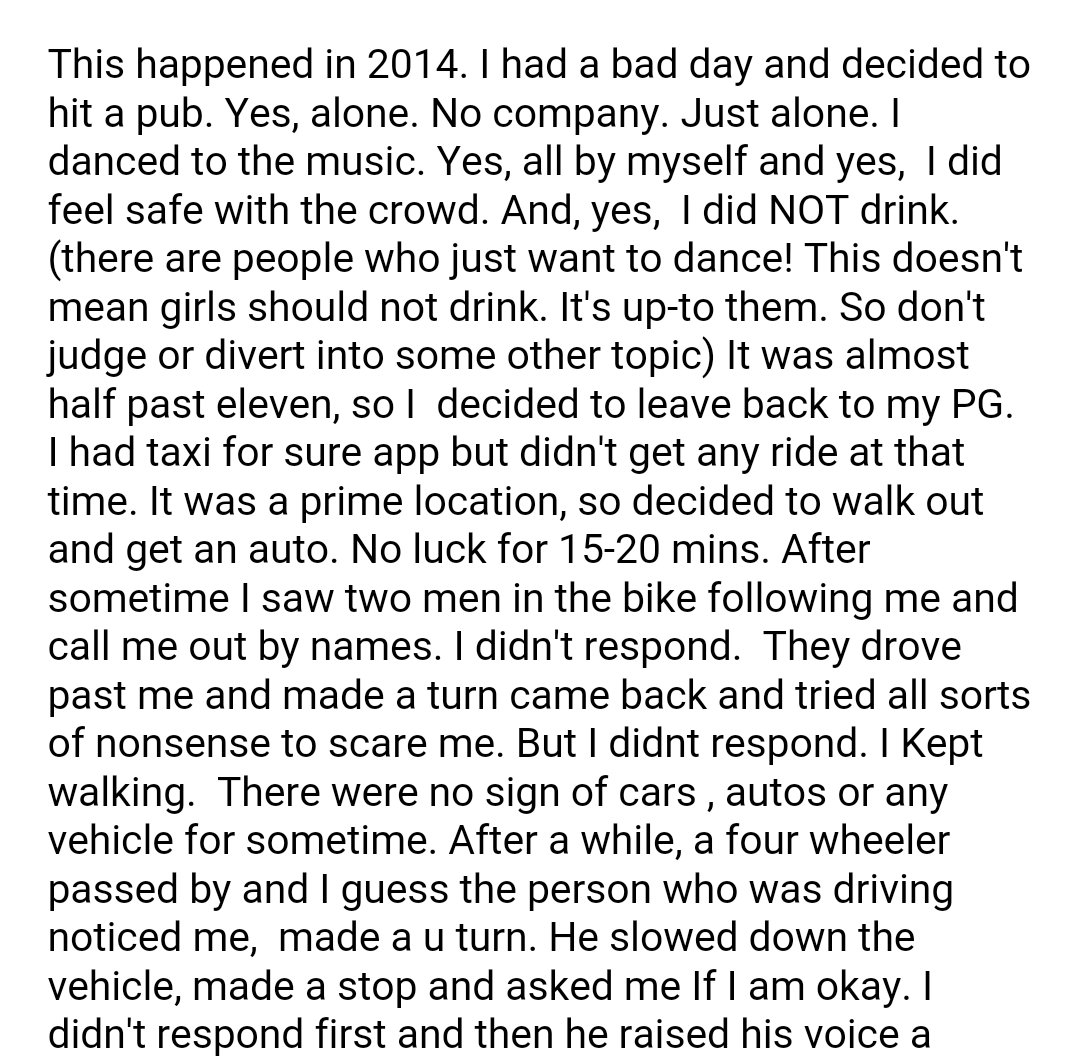 This happened in 2014. I had a bad day and decided to
hit a pub. Yes, alone. No company. Just alone. I
danced to the music. Yes, all by myself and yes,  I did
feel safe with the crowd. And, yes,  I did NOT drink.
(there are people who just want to dance! This doesn't
mean girls should not drink. It's up-to them. So don't
judge or divert into some other topic) It was almost
half past eleven, so I  decided to leave back to my PG.
I had taxi for sure app but didn't get any ride at that
time. It was a prime location, so decided to walk out
and get an auto. No luck for 15-20 mins. After
sometime I saw two men in the bike following me and
call me out by names. I didn't respond.  They drove
past me and made a turn came back and tried all sorts
of nonsense to scare me. But I didnt respond. I Kept
walking.  There were no sign of cars , autos or any
vehicle for sometime. After a while, a four wheeler
passed by and I guess the person who was driving
noticed me,  made a u turn. He slowed down the
vehicle, made a stop and asked me If I am okay. I
didn't respond first and then he raised his voice a